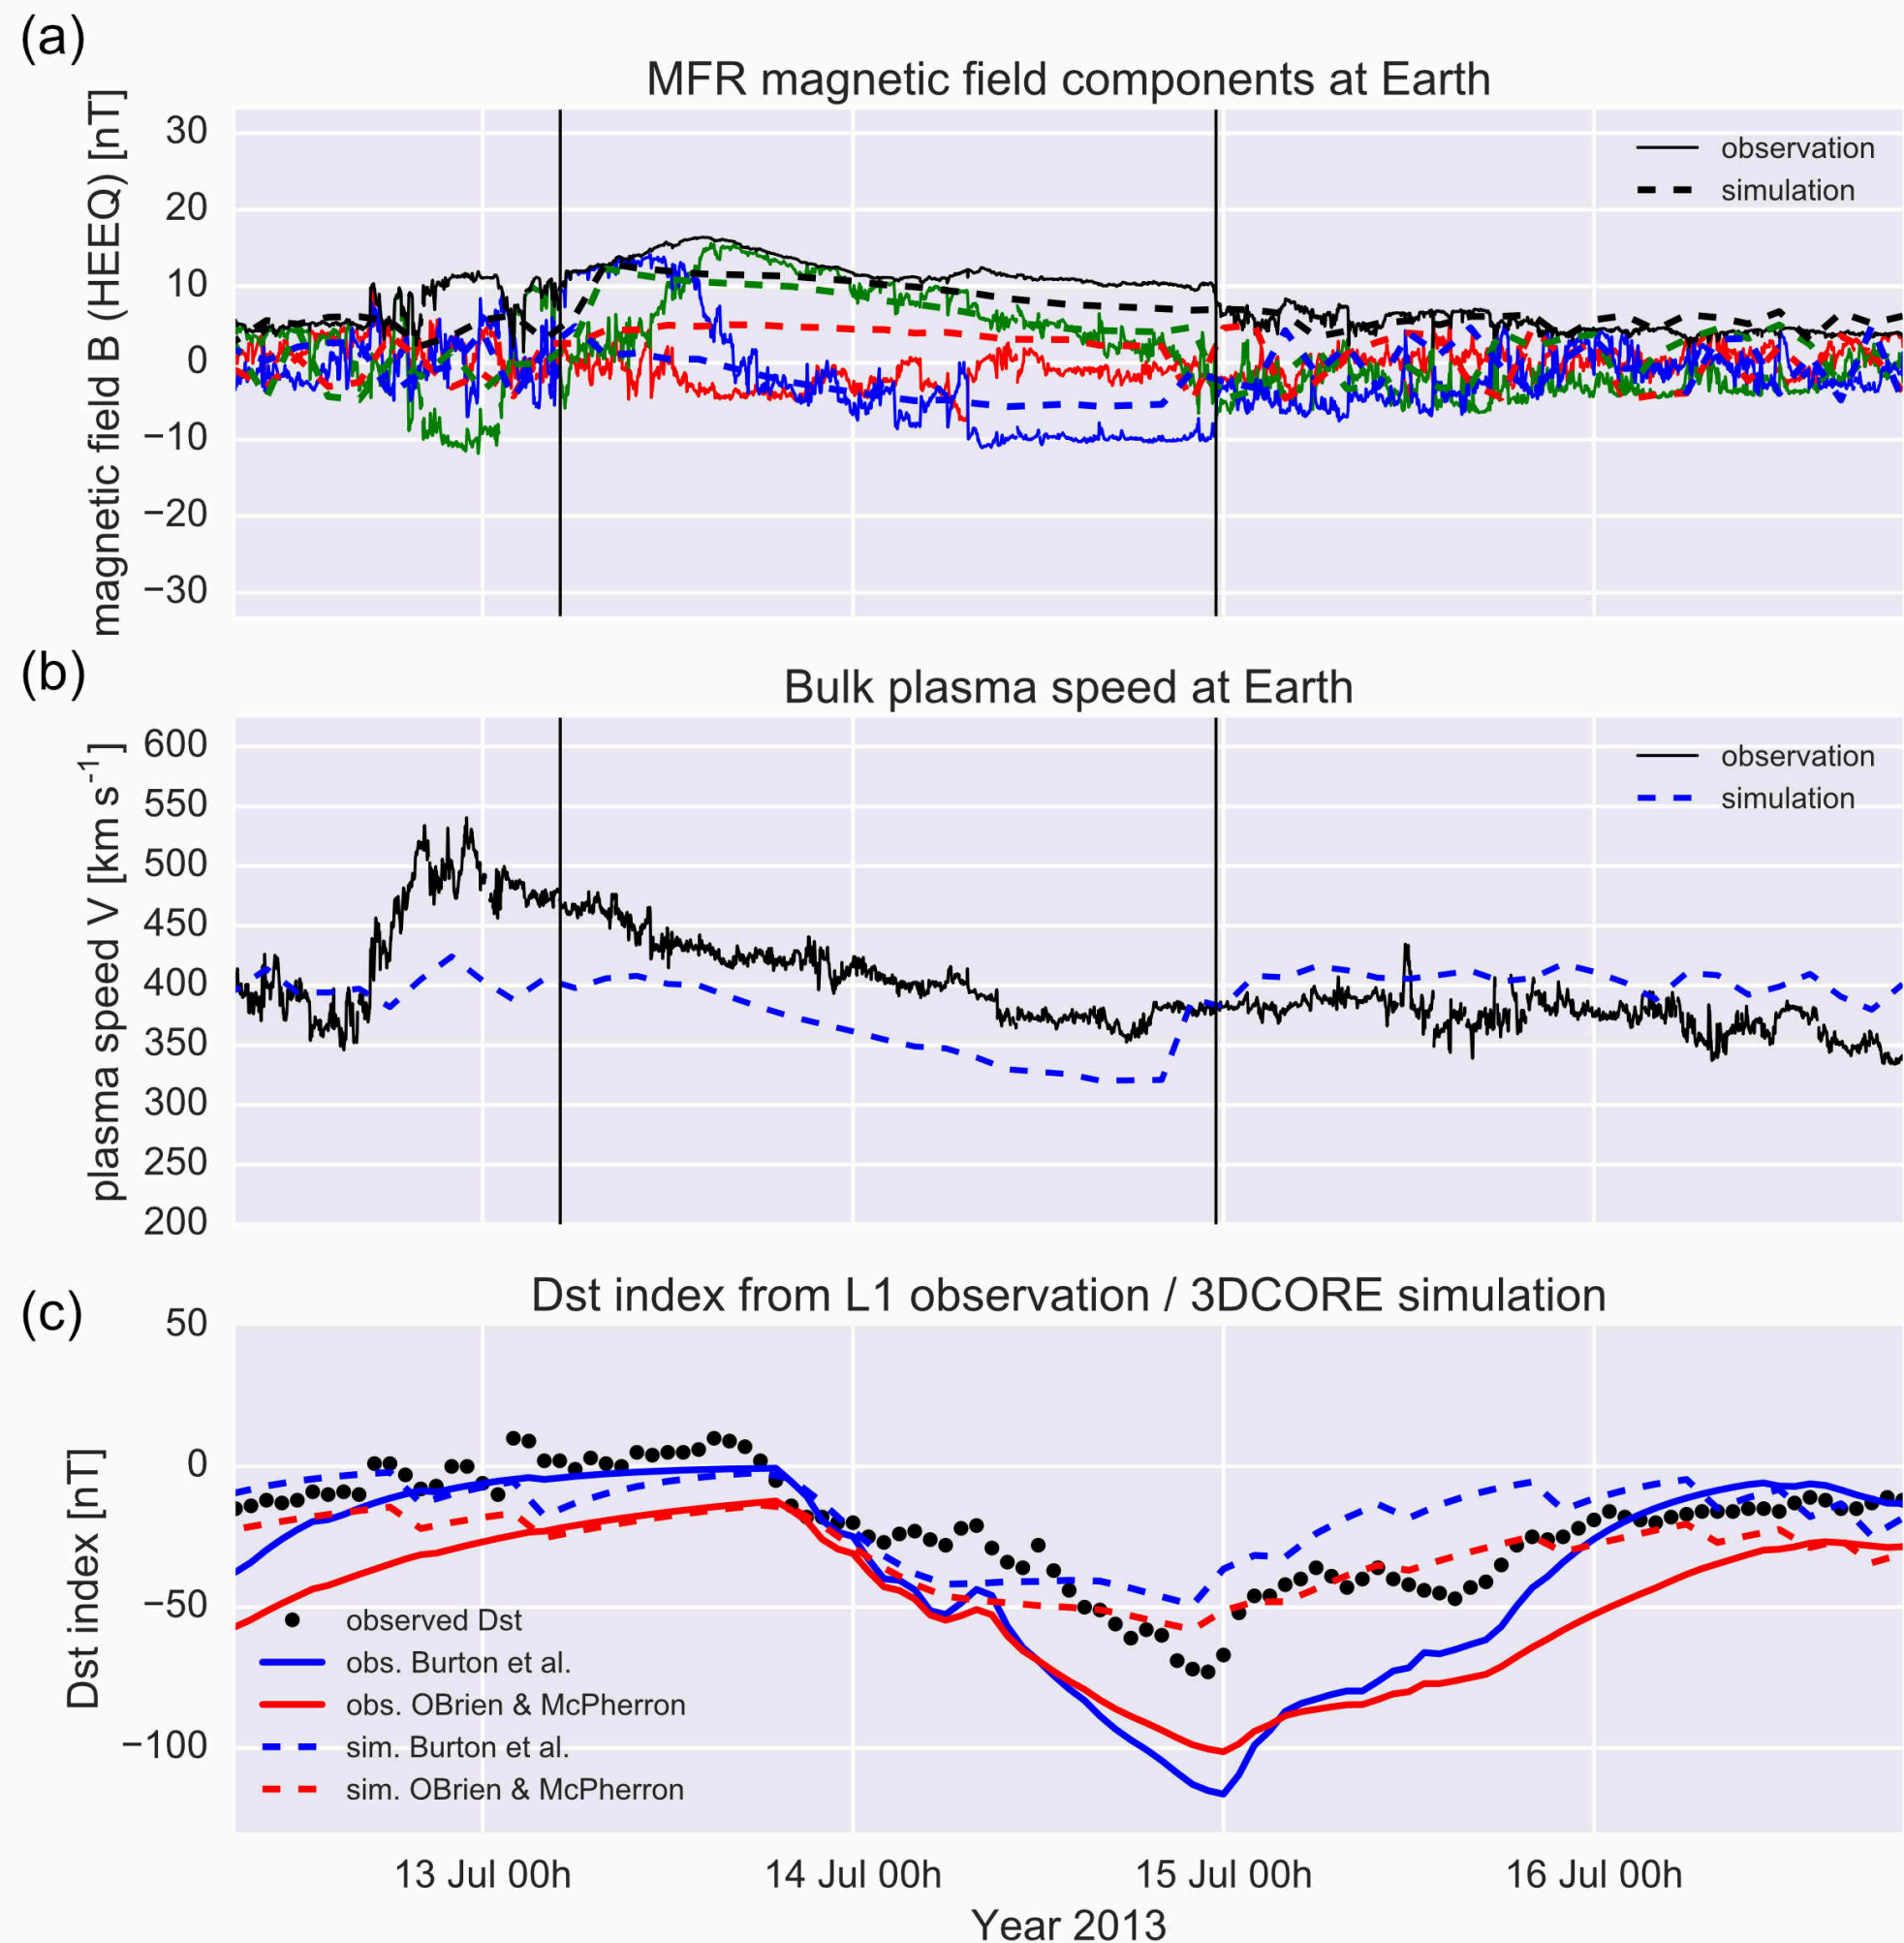 (a)
MFR magnetic field components at Earth
magnetic field B (HEEQ) [nT]
30
20
10
0
−10
−20
−30
observation
simulation
(b)
Bulk plasma speed at Earth
plasma speed V [km s-1]
600
550
500
450
400
350
300
250
200
observation
simulation
(c)
Dst index from L1 observation / 3DCORE simulation
Dst index [nT]
50
0
−50
−100
observed Dst
obs. Burton et al.
obs. OBrien & McPherron
sim. Burton et al.
sim. OBrien & McPherron
13 Jul 00h
14 Jul 00h
15 Jul 00h
16 Jul 00h
Year 2013